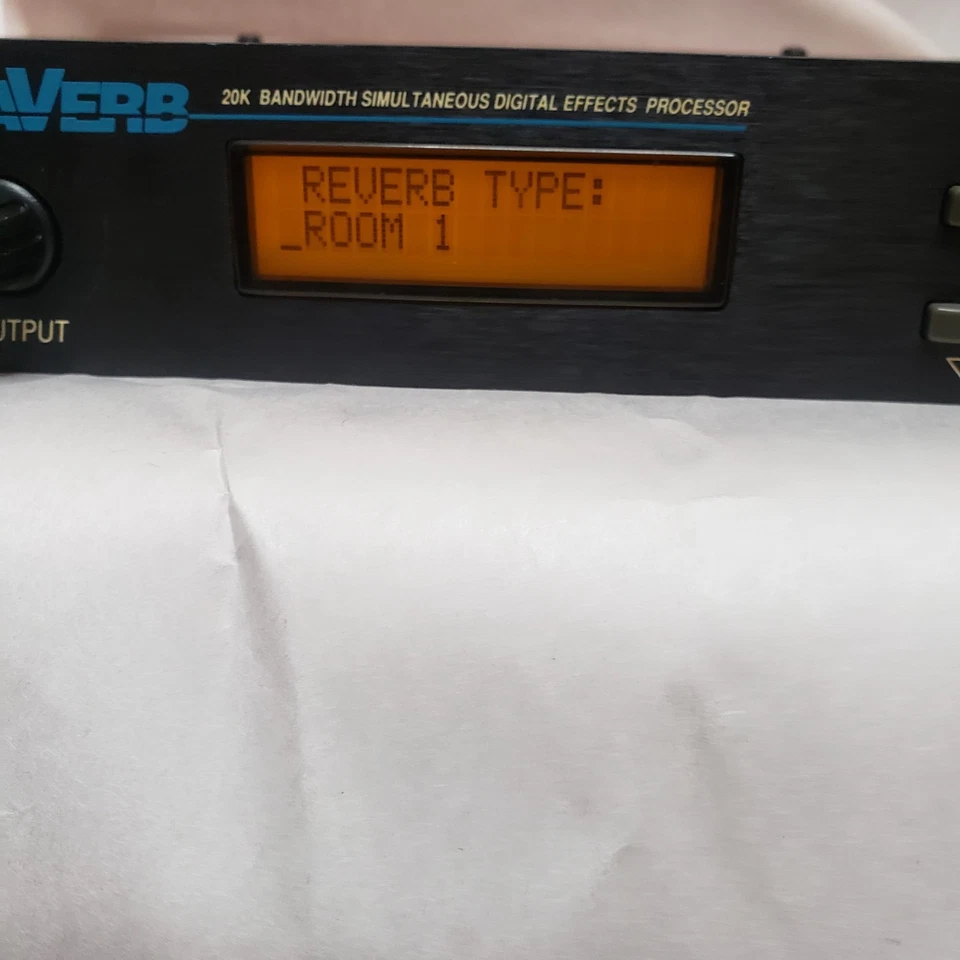 AVERB
20K BANDWIDTH SIMULTANEOUS DIGITAL EFFECTS PROCESSOR
REVERB TYPE:
_ROOM 1
UTPUT